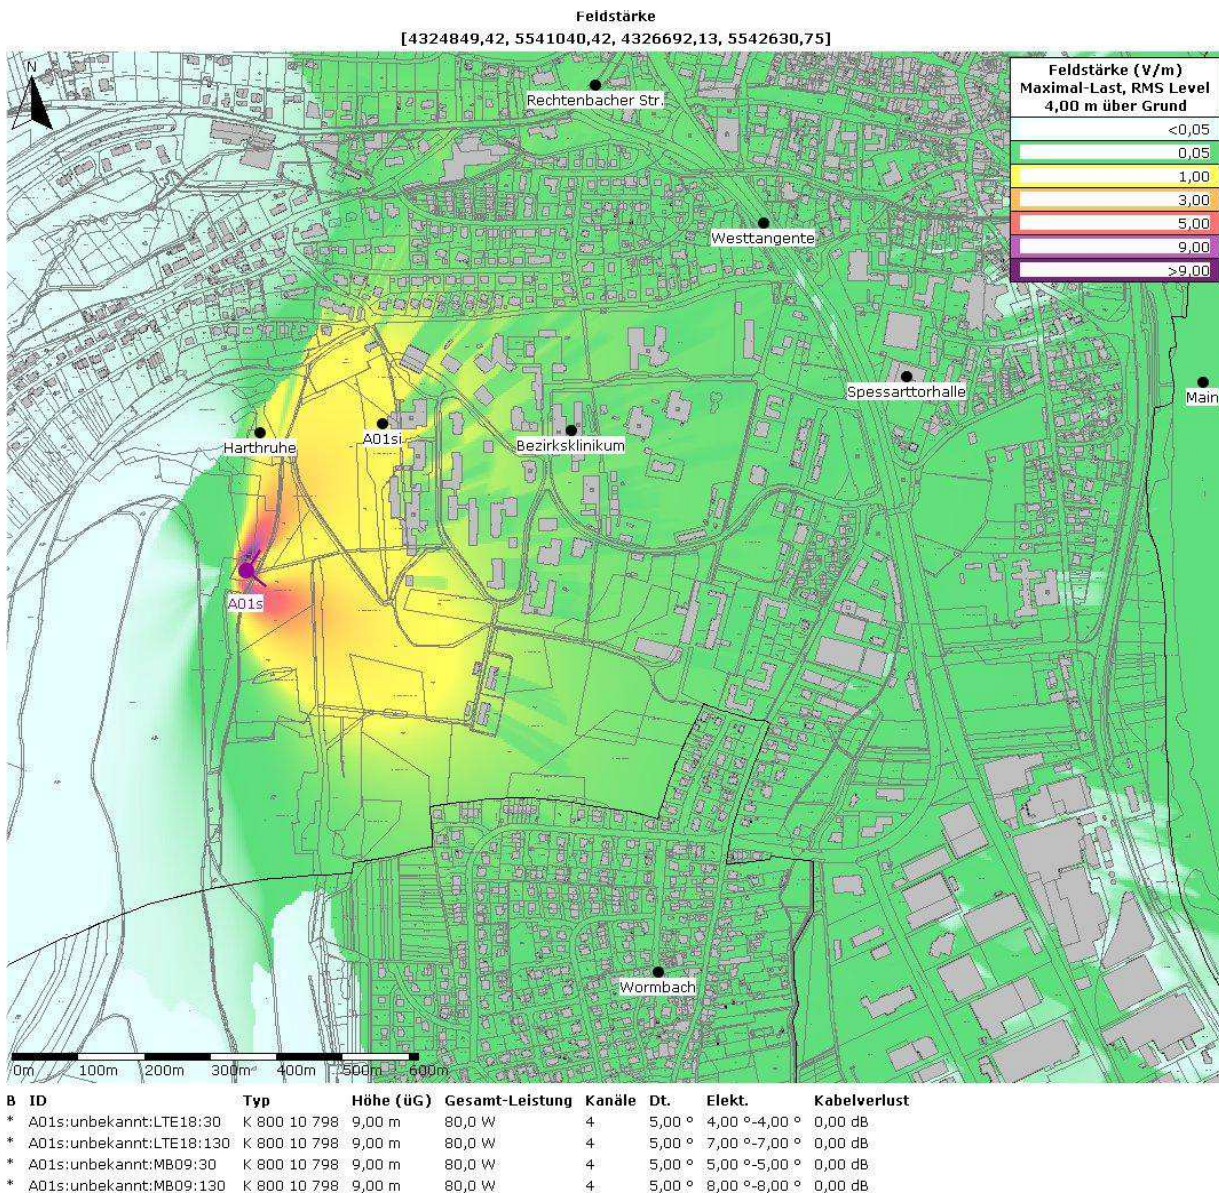 Feldstärke
[4324849,42, 5541040,42, 4326692,13, 5542630,75]
N
Feldstärke (V/m)
Maximal-Last, RMS Level
4,00 m über Grund
<0,05
0,05
1,00
3,00
5,00
9,00
>9,00
Rechtenbacher Str.
Westtangente
Spessarttorhalle
Main
A01si
Harthruhe
Bezirksklinikum
A01s
Wormbach
0m 100m 200m 300m 400m 500m 600m
B ID Typ Höhe (üG) Gesamt-Leistung Kanäle Dt. Elekt. Kabelverlust
* A01s:unbekannt:LTE18:30 K 800 10 798 9,00 m 80,0 W 4 5,00 ° 4,00 °-4,00 ° 0,00 dB
* A01s:unbekannt:LTE18:130 K 800 10 798 9,00 m 80,0 W 4 5,00 ° 7,00 °-7,00 ° 0,00 dB
* A01s:unbekannt:MB09:30 K 800 10 798 9,00 m 80,0 W 4 5,00 ° 5,00 °-5,00 ° 0,00 dB
* A01s:unbekannt:MB09:130 K 800 10 798 9,00 m 80,0 W 4 5,00 ° 8,00 °-8,00 ° 0,00 dB